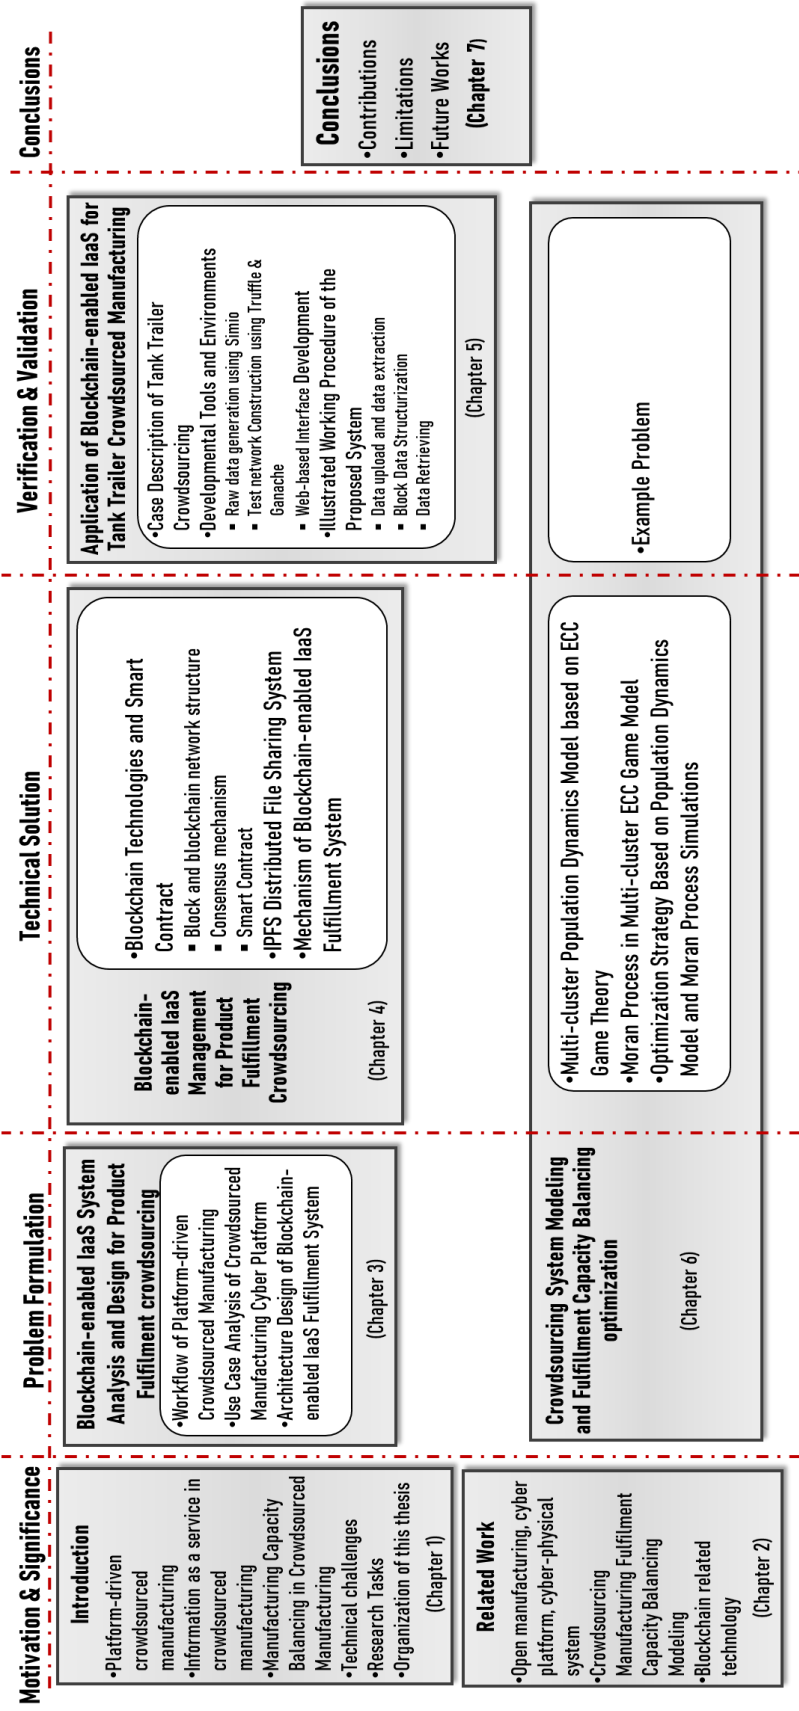 Motivation & Significance
Problem Formulation
Technical Solution
Verification & Validation
Conclusions
Introduction
•Platform-driven
crowdsourced
manufacturing
•Information as a service in
crowdsourced
manufacturing
•Manufacturing Capacity
Balancing in Crowdsourced
Manufacturing
•Technical challenges
•Research Tasks
•Organization of this thesis
(Chapter 1)
Related Work
•Open manufacturing, cyber
platform, cyber-physical
system
•Crowdsourcing
Manufacturing Fulfilment
Capacity Balancing
Modeling
•Blockchain related
technology
(Chapter 2)
Blockchain-enabled IaaS System
Analysis and Design for Product
Fulfilment crowdsourcing
•Workflow of Platform-driven
Crowdsourced Manufacturing
•Use Case Analysis of Crowdsourced
Manufacturing Cyber Platform
•Architecture Design of Blockchain-
enabled IaaS Fulfillment System
(Chapter 3)
Blockchain-
enabled IaaS
Management
for Product
Fulfillment
Crowdsourcing
(Chapter 4)
•Blockchain Technologies and Smart
Contract
▪ Block and blockchain network structure
▪ Consensus mechanism
▪ Smart Contract
•IPFS Distributed File Sharing System
•Mechanism of Blockchain-enabled IaaS
Fulfillment System
Application of Blockchain-enabled IaaS for
Tank Trailer Crowdsourced Manufacturing
•Case Description of Tank Trailer
Crowdsourcing
•Developmental Tools and Environments
▪ Raw data generation using Simio
▪ Test network Construction using Truffle &
Ganache
▪ Web-based Interface Development
•Illustrated Working Procedure of the
Proposed System
▪ Data upload and data extraction
▪ Block Data Structurization
▪ Data Retrieving
(Chapter 5)
Crowdsourcing System Modeling
and Fulfillment Capacity Balancing
optimization
(Chapter 6)
•Multi-cluster Population Dynamics Model based on ECC
Game Theory
•Moran Process in Multi-cluster ECC Game Model
•Optimization Strategy Based on Population Dynamics
Model and Moran Process Simulations
•Example Problem
Conclusions
•Contributions
•Limitations
•Future Works
(Chapter 7)